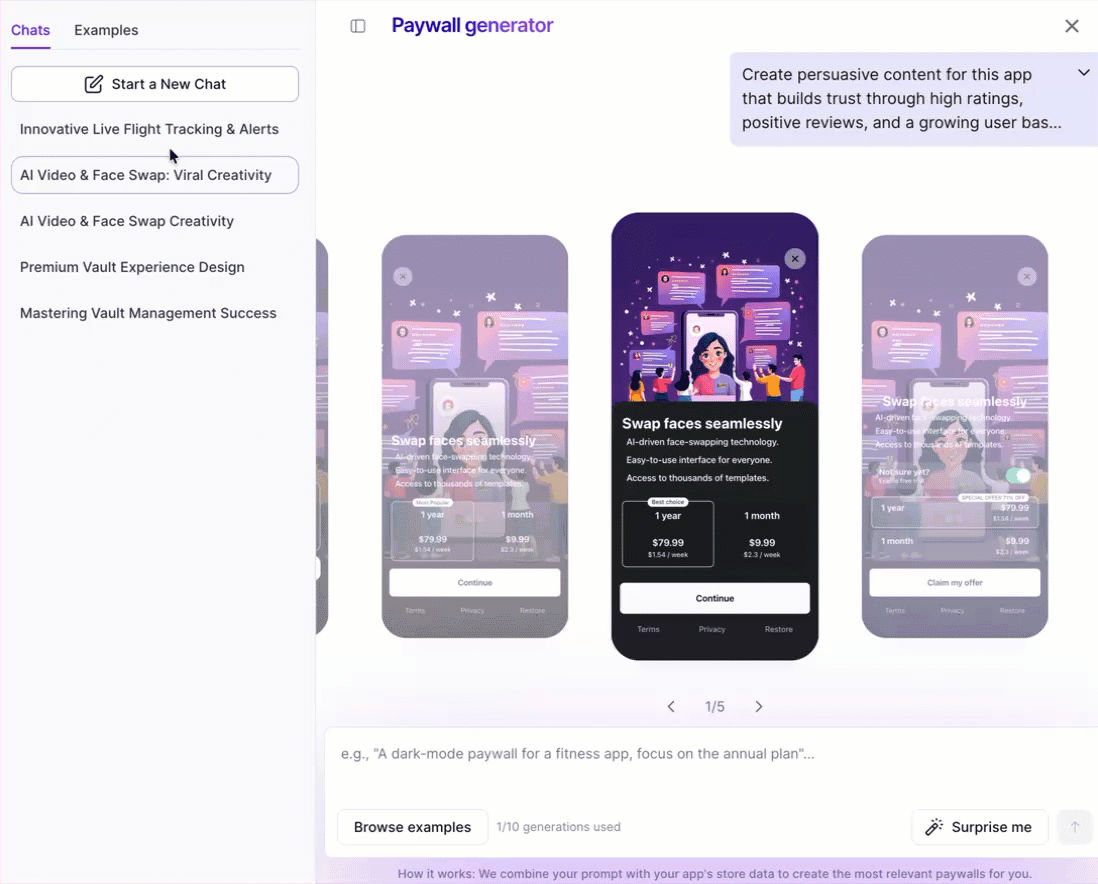 Chats Examples
Start a New Chat
Innovative Live Flight Tracking & Alerts
AI Video & Face Swap: Viral Creativity
AI Video & Face Swap Creativity
Premium Vault Experience Design
Mastering Vault Management Success
Paywall generator
Create persuasive content for this app
that builds trust through high ratings,
positive reviews, and a growing user bas...
Swap faces seamlessly
AI-driven face-swapping technology.
Easy-to-use interface for everyone.
Access to thousands of templates.
Most Popular
1 year 1 month
$79.99 $9.99
$1.54 / week $2.3 / week
Continue
Terms Privacy Restore
Swap faces seamlessly
AI-driven face-swapping technology.
Easy-to-use interface for everyone.
Access to thousands of templates.
Best choice
1 year 1 month
$79.99 $9.99
$1.54 / week $2.3 / week
Continue
Terms Privacy Restore
Swap faces seamlessly
AI-driven face-swapping technology.
Easy-to-use interface for everyone.
Access to thousands of templates.
Not sure yet?
SPECIAL OFFER 71% OFF
1 year $79.99
$1.54 / week
1 month $9.99
$2.3 / week
Claim my offer
Terms Privacy Restore
1/5
e.g., "A dark-mode paywall for a fitness app, focus on the annual plan"...
Browse examples 1/10 generations used Surprise me
How it works: We combine your prompt with your app's store data to create the most relevant paywalls for you.